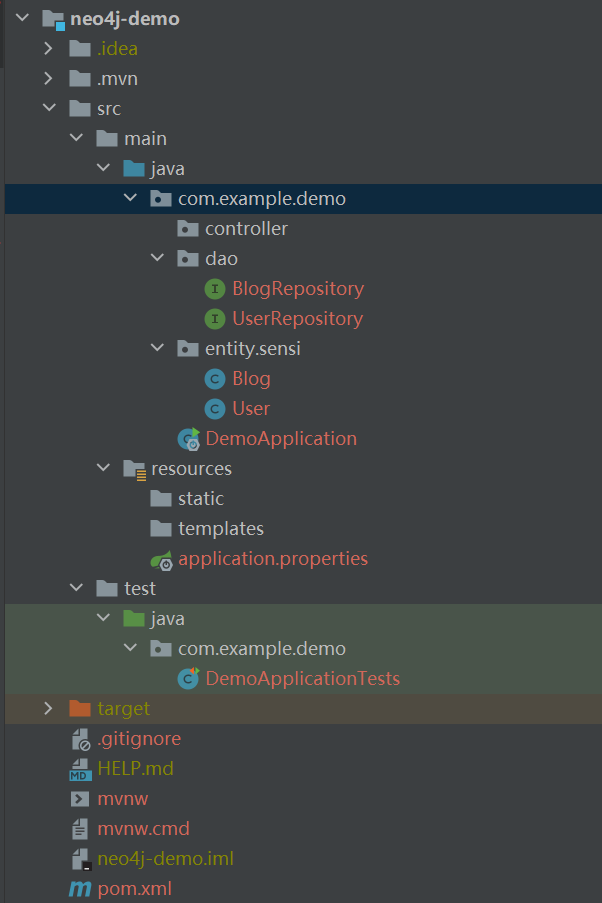 neo4j-demo
.idea
.mvn
src
main
java
com.example.demo
controller
dao
I BlogRepository
I UserRepository
entity.sensi
C Blog
C User
C DemoApplication
resources
static
templates
application.properties
test
java
com.example.demo
C DemoApplicationTests
target
.gitignore
MD HELP.md
mvnw
mvnw.cmd
neo4j-demo.iml
m pom.xml